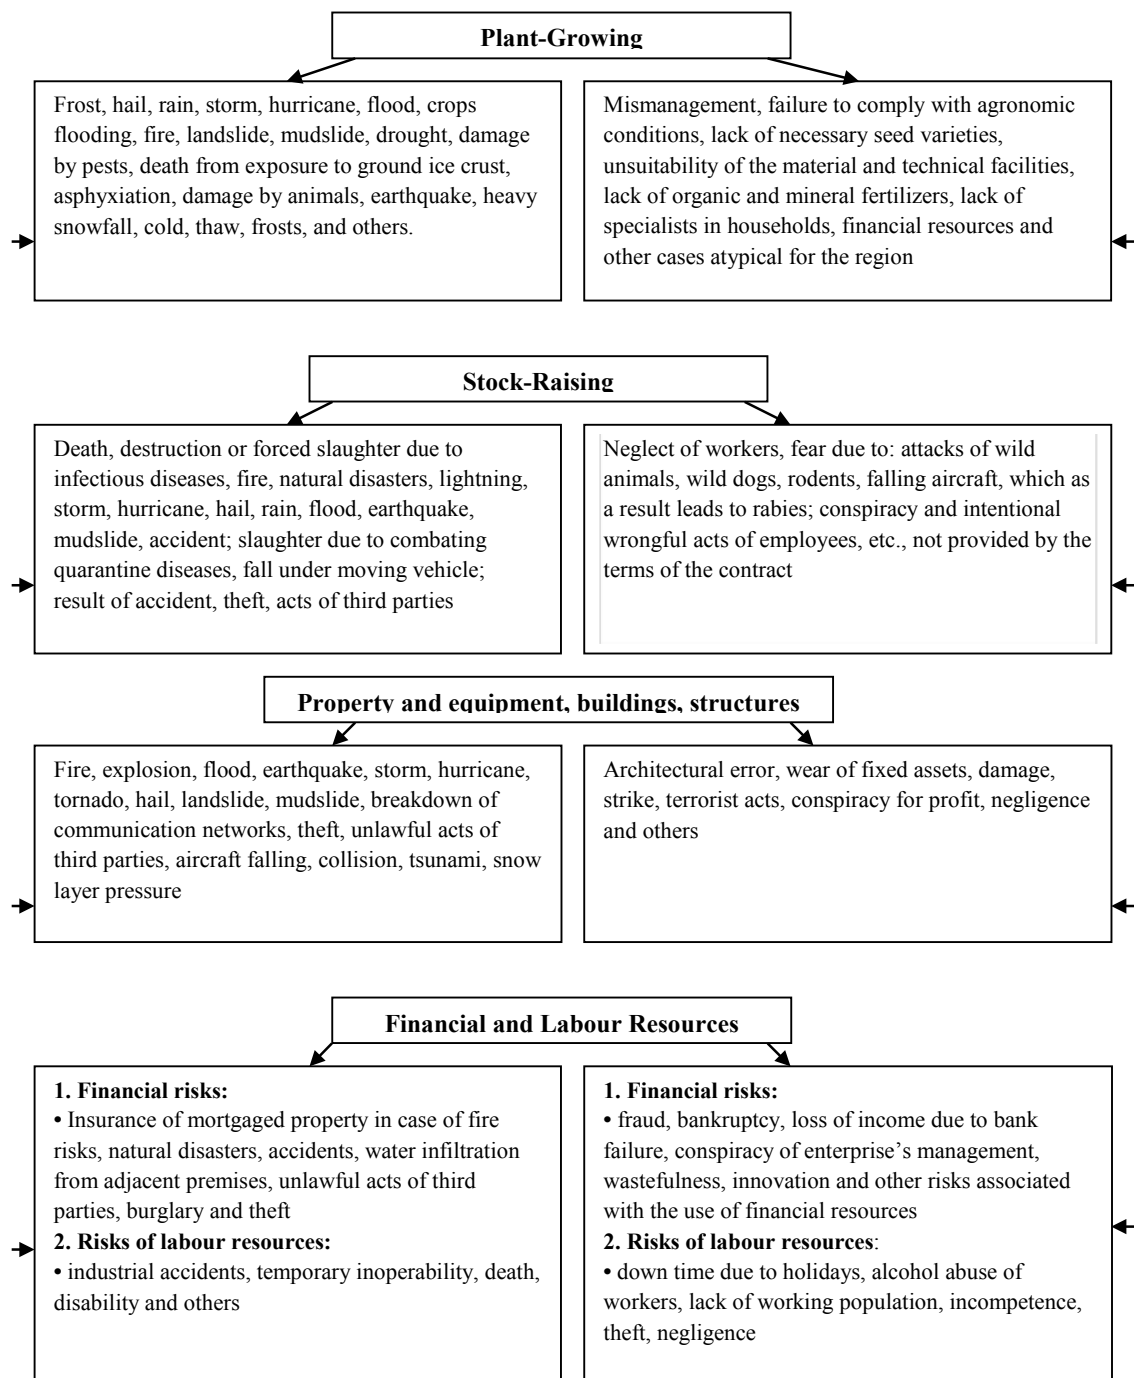 Plant-Growing
Frost, hail, rain, storm, hurricane, flood, crops
flooding, fire, landslide, mudslide, drought, damage
by pests, death from exposure to ground ice crust,
asphyxiation, damage by animals, earthquake, heavy
snowfall, cold, thaw, frosts, and others.
Mismanagement, failure to comply with agronomic
conditions, lack of necessary seed varieties,
unsuitability of the material and technical facilities,
lack of organic and mineral fertilizers, lack of
specialists in households, financial resources and
other cases atypical for the region
Stock-Raising
Death, destruction or forced slaughter due to
infectious diseases, fire, natural disasters, lightning,
storm, hurricane, hail, rain, flood, earthquake,
mudslide, accident; slaughter due to combating
quarantine diseases, fall under moving vehicle;
result of accident, theft, acts of third parties
Neglect of workers, fear due to: attacks of wild
animals, wild dogs, rodents, falling aircraft, which as
a result leads to rabies; conspiracy and intentional
wrongful acts of employees, etc., not provided by the
terms of the contract
Property and equipment, buildings, structures
Fire, explosion, flood, earthquake, storm, hurricane,
tornado, hail, landslide, mudslide, breakdown of
communication networks, theft, unlawful acts of
third parties, aircraft falling, collision, tsunami, snow
layer pressure
Architectural error, wear of fixed assets, damage,
strike, terrorist acts, conspiracy for profit, negligence
and others
Financial and Labour Resources
1. Financial risks:
• Insurance of mortgaged property in case of fire
risks, natural disasters, accidents, water infiltration
from adjacent premises, unlawful acts of third
parties, burglary and theft
2. Risks of labour resources:
• industrial accidents, temporary inoperability, death,
disability and others
1. Financial risks:
• fraud, bankruptcy, loss of income due to bank
failure, conspiracy of enterprise’s management,
wastefulness, innovation and other risks associated
with the use of financial resources
2. Risks of labour resources:
• down time due to holidays, alcohol abuse of
workers, lack of working population, incompetence,
theft, negligence